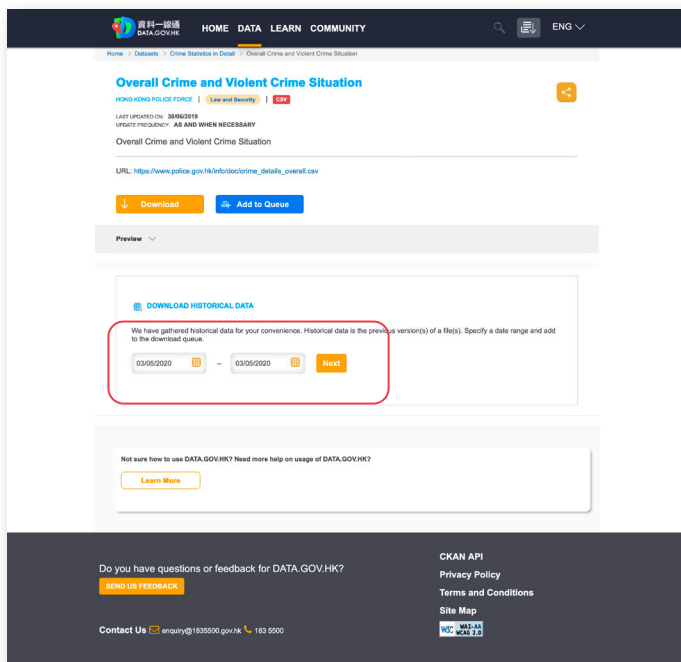 資料一線通
DATA.GOV.HK
HOME DATA LEARN COMMUNITY
ENG
Home > Datasets > Crime Statistics in Detail > Overall Crime and Violent Crime Situation
Overall Crime and Violent Crime Situation
HONG KONG POLICE FORCE | Law and Security | CSV
LAST UPDATED ON: 30/06/2019
UPDATE FREQUENCY: AS AND WHEN NECESSARY
Overall Crime and Violent Crime Situation
URL: https://www.police.gov.hk/info/doc/crime_details_overall.csv
Download
Add to Queue
Preview
DOWNLOAD HISTORICAL DATA
We have gathered historical data for your convenience. Historical data is the previous version(s) of a file(s). Specify a date range and add
to the download queue.
03/05/2020 – 03/05/2020 Next
Not sure how to use DATA.GOV.HK? Need more help on usage of DATA.GOV.HK?
Learn More
Do you have questions or feedback for DATA.GOV.HK?
SEND US FEEDBACK
Contact Us enquiry@1835500.gov.hk 183 5500
CKAN API
Privacy Policy
Terms and Conditions
Site Map
W3C WAI-AA
WCAG 2.0